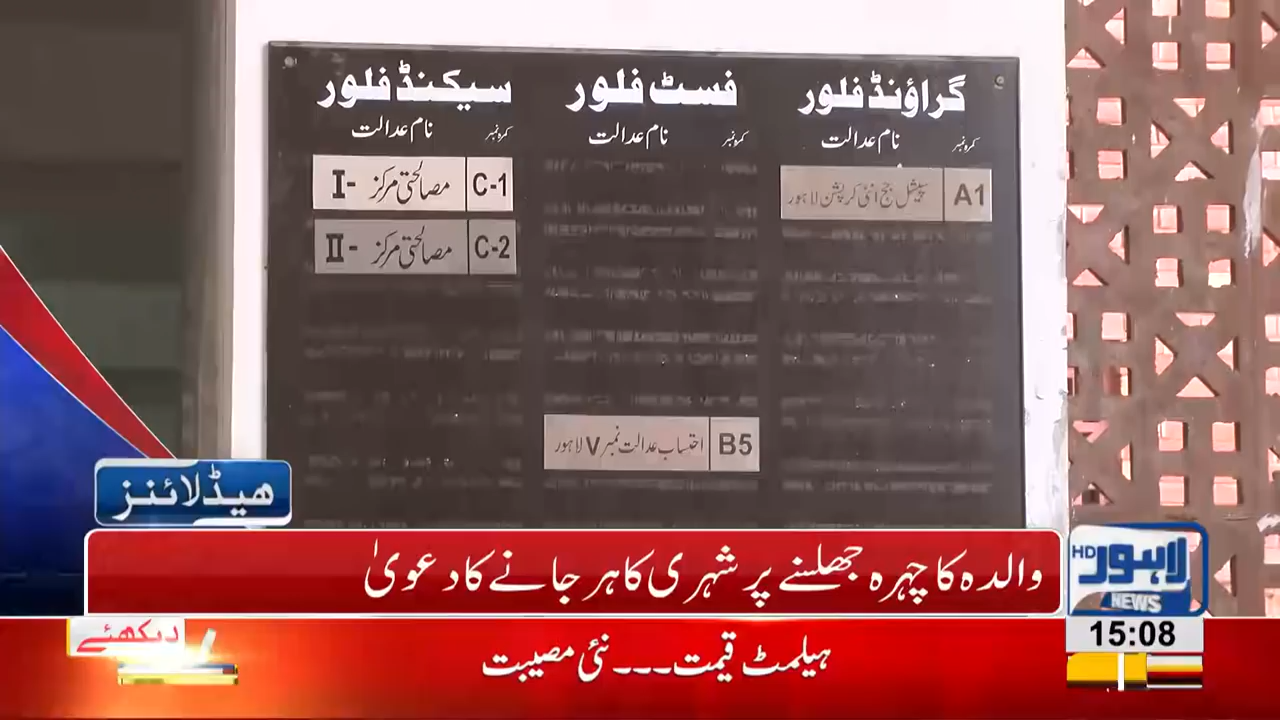 گراؤنڈ فلور
کمرہ نمبر نام عدالت
A1 سپیشل جج انٹی کرپشن لاہور
فسٹ فلور
کمرہ نمبر نام عدالت
B5 احتساب عدالت نمبر V لاہور
سیکنڈ فلور
کمرہ نمبر نام عدالت
C-1 مصالحتی مرکز -I
C-2 مصالحتی مرکز -II
ھیڈلائنز
والدہ کا چہرہ جھلسنے پر شہری کا ہرجانے کا دعویٰ
لاہور HD
NEWS
15:08
دیکھئے
ہیلمٹ قیمت۔۔۔نئی مصیبت